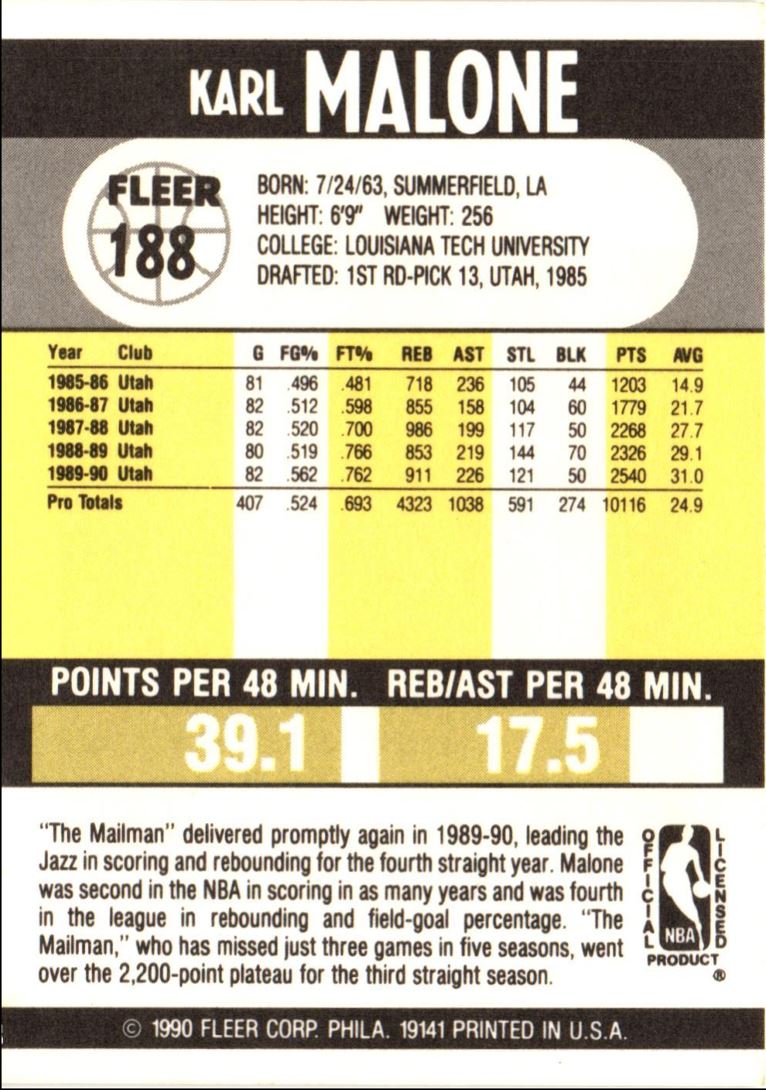 KARL MALONE
FLEER
188
BORN: 7/24/63, SUMMERFIELD, LA
HEIGHT: 6'9" WEIGHT: 256
COLLEGE: LOUISIANA TECH UNIVERSITY
DRAFTED: 1ST RD-PICK 13, UTAH, 1985
Year Club G FG% FT% REB AST STL BLK PTS AVG
1985-86 Utah 81 .496 .481 718 236 105 44 1203 14.9
1986-87 Utah 82 .512 .598 855 158 104 60 1779 21.7
1987-88 Utah 82 .520 .700 986 199 117 50 2268 27.7
1988-89 Utah 80 .519 .766 853 219 144 70 2326 29.1
1989-90 Utah 82 .562 .762 911 226 121 50 2540 31.0
Pro Totals 407 .524 .693 4323 1038 591 274 10116 24.9
POINTS PER 48 MIN. REB/AST PER 48 MIN.
39.1 17.5
"The Mailman" delivered promptly again in 1989-90, leading the
Jazz in scoring and rebounding for the fourth straight year. Malone
was second in the NBA in scoring in as many years and was fourth
in the league in rebounding and field-goal percentage. "The
Mailman," who has missed just three games in five seasons, went
over the 2,200-point plateau for the third straight season.
OFFICIAL LICENSED
NBA
PRODUCT
®
© 1990 FLEER CORP. PHILA. 19141 PRINTED IN U.S.A.